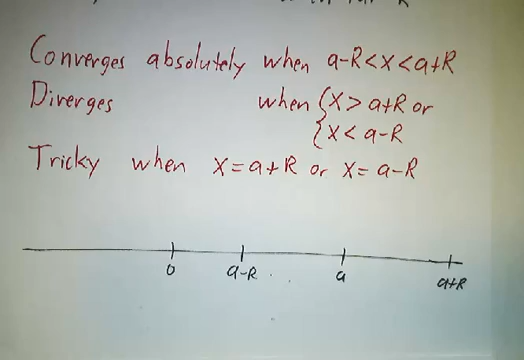 Converges absolutely when a-R<x<a+R
Diverges when {x > a+R or
{x < a-R
Tricky when x=a+R or x= a-R
0 a-R a a+R